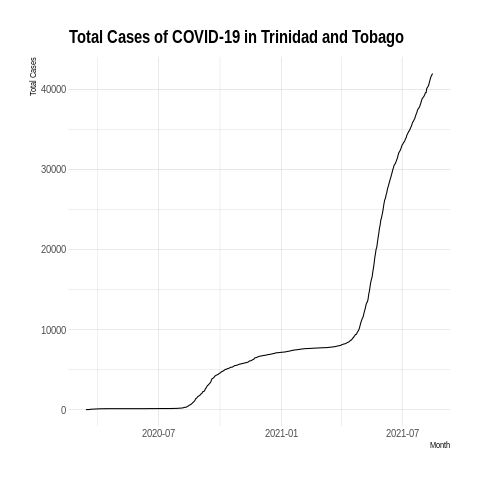 Total Cases of COVID-19 in Trinidad and Tobago
Total Cases
40000
30000
20000
10000
0
2020-07
2021-01
2021-07
Month